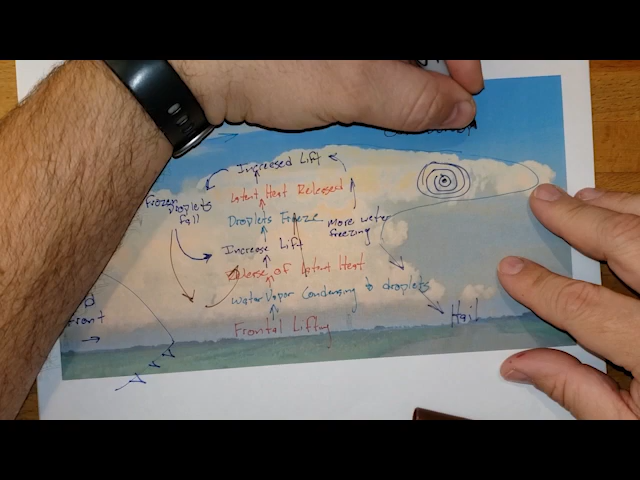 Increased Lift
Latent Heat Released
Frozen
Droplets
Fall
Droplets Freeze
More water
freezing
Increase Lift
Release of Latent Heat
Water Vapor Condensing to droplets
Front
Hail
Frontal Lifting